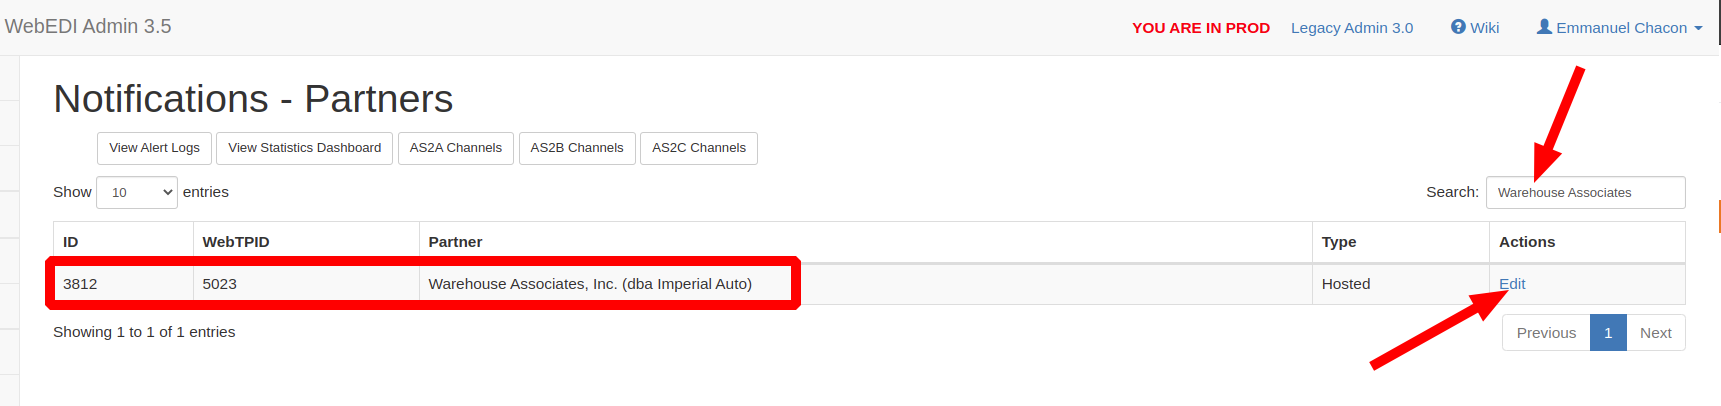 WebEDI Admin 3.5 YOU ARE IN PROD Legacy Admin 3.0 Wiki Emmanuel Chacon
Notifications - Partners
View Alert Logs View Statistics Dashboard AS2A Channels AS2B Channels AS2C Channels
Show 10 entries Search: Warehouse Associates
ID WebTPID Partner Type Actions
3812 5023 Warehouse Associates, Inc. (dba Imperial Auto) Hosted Edit
Showing 1 to 1 of 1 entries Previous 1 Next